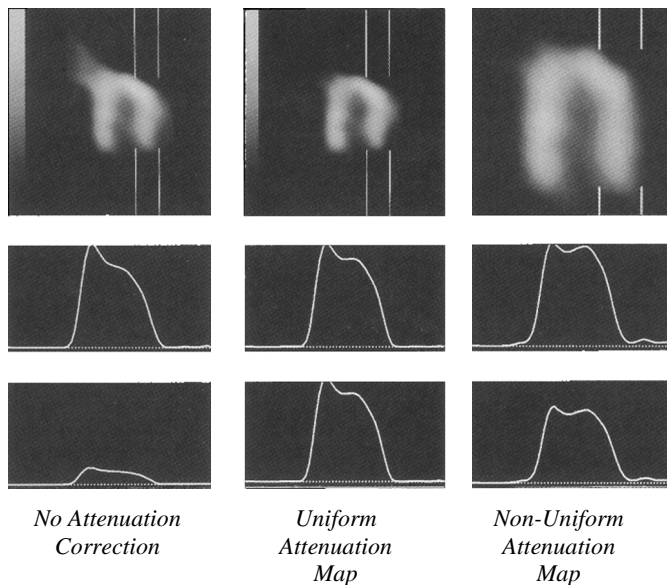 No Attenuation
Correction
Uniform
Attenuation
Map
Non-Uniform
Attenuation
Map